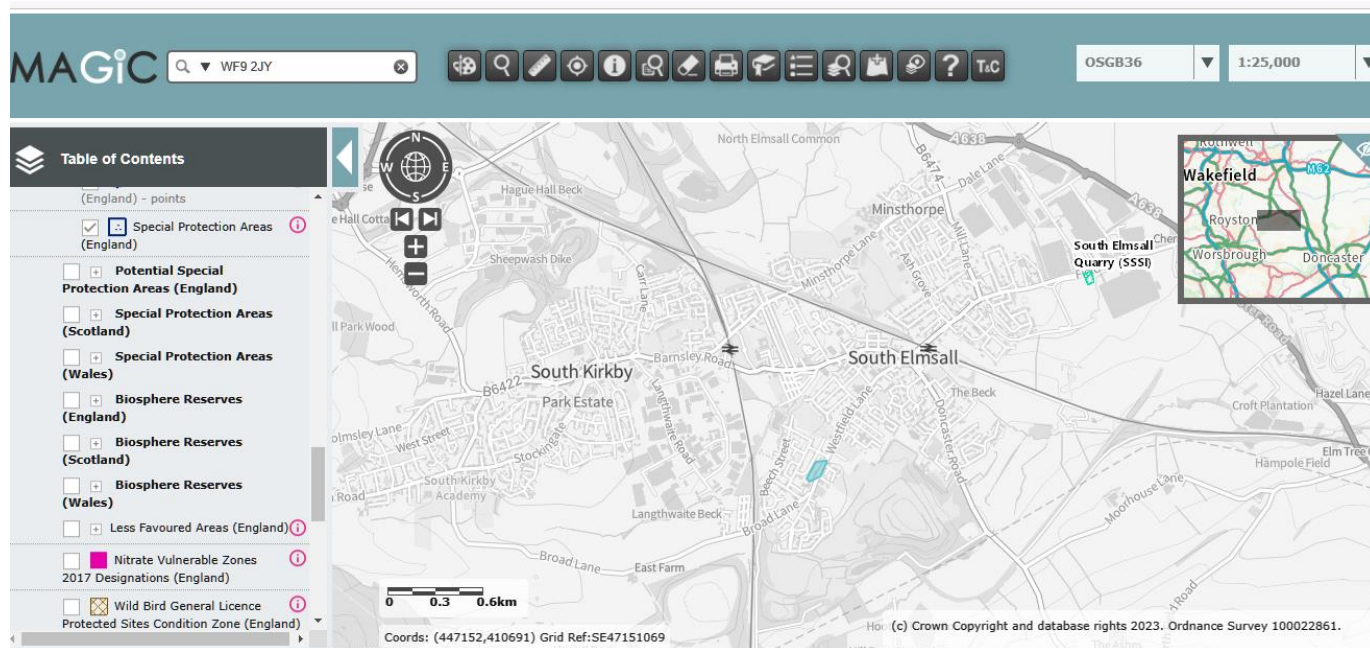 MAGiC
WF9 2JY
T&C
OSGB36
1:25,000
Table of Contents
(England) - points
Special Protection Areas
(England)
Potential Special
Protection Areas (England)
Special Protection Areas
(Scotland)
Special Protection Areas
(Wales)
Biosphere Reserves
(England)
Biosphere Reserves
(Scotland)
Biosphere Reserves
(Wales)
Less Favoured Areas (England)
Nitrate Vulnerable Zones
2017 Designations (England)
Wild Bird General Licence
Protected Sites Condition Zone (England)
N
W
E
S
North Elmsall Common
A638
B6474
Dale Lane
Hague Hall Beck
Minsthorpe
A638
Sheepwash Dike
Hemsworth Road
Carr Lane
Minsthorpe Lane
Mill Lane
Ash Grove
South Elmsall
Quarry (SSSI)
Park Wood
Barnsley Road
South Elmsall
South Kirkby
B6422
Park Estate
The Beck
Hazel Lane
Croft Plantation
West Street
Stockingate
Langthwaite Road
Beech Street
Westfield Lane
Doncaster Road
Elm Tree
Hampole Field
South Kirkby
Academy
Road
Langthwaite Beck
Broad Lane
Moorhouse Lane
Broad Lane
East Farm
Road
0 0.3 0.6km
Coords: (447152,410691) Grid Ref:SE47151069
(c) Crown Copyright and database rights 2023. Ordnance Survey 100022861.
Rothwell
Wakefield
M62
Royston
Worsbrough
Doncaster